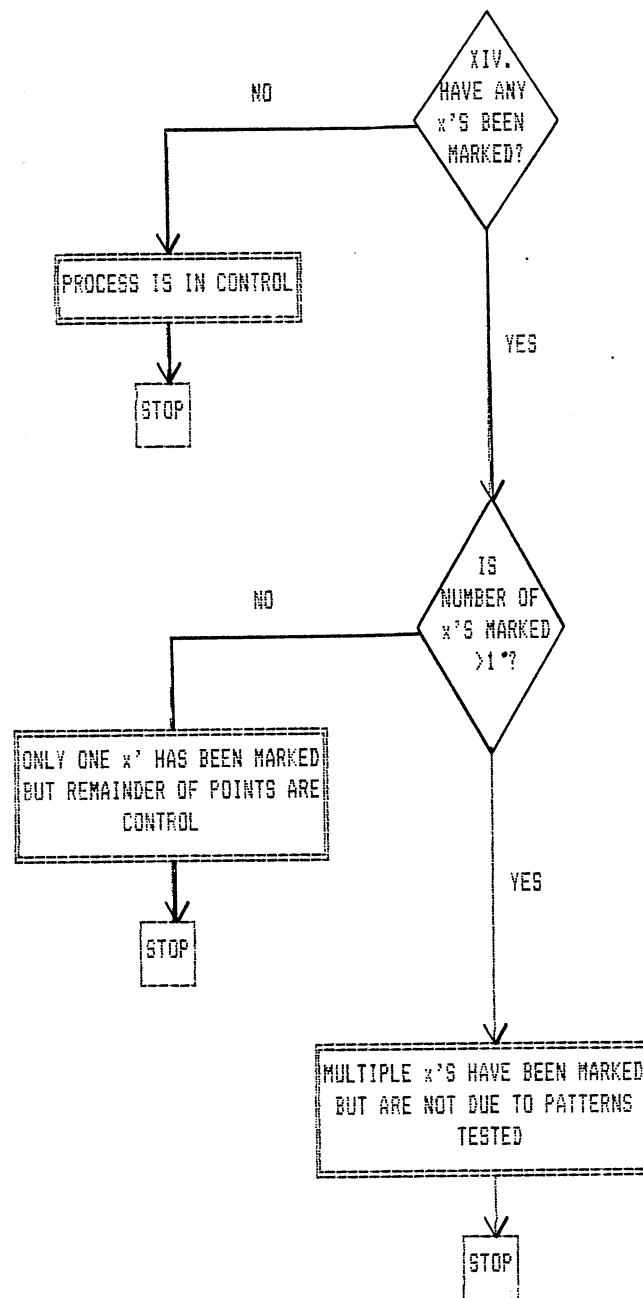 XIV.
HAVE ANY
x'S BEEN
MARKED?
NO
PROCESS IS IN CONTROL
STOP
YES
IS
NUMBER OF
x'S MARKED
>1 ?
NO
ONLY ONE x' HAS BEEN MARKED
BUT REMAINDER OF POINTS ARE
CONTROL
STOP
YES
MULTIPLE x'S HAVE BEEN MARKED
BUT ARE NOT DUE TO PATTERNS
TESTED
STOP